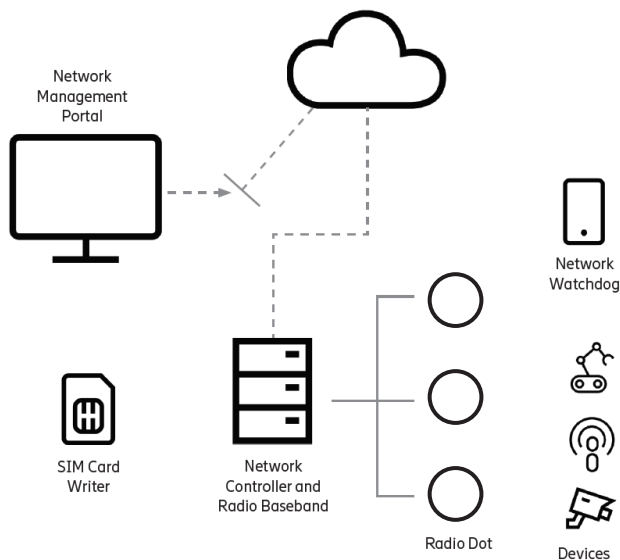 Network
Management
Portal
Network
Watchdog
SIM Card
Writer
Network
Controller and
Radio Baseband
Radio Dot
Devices